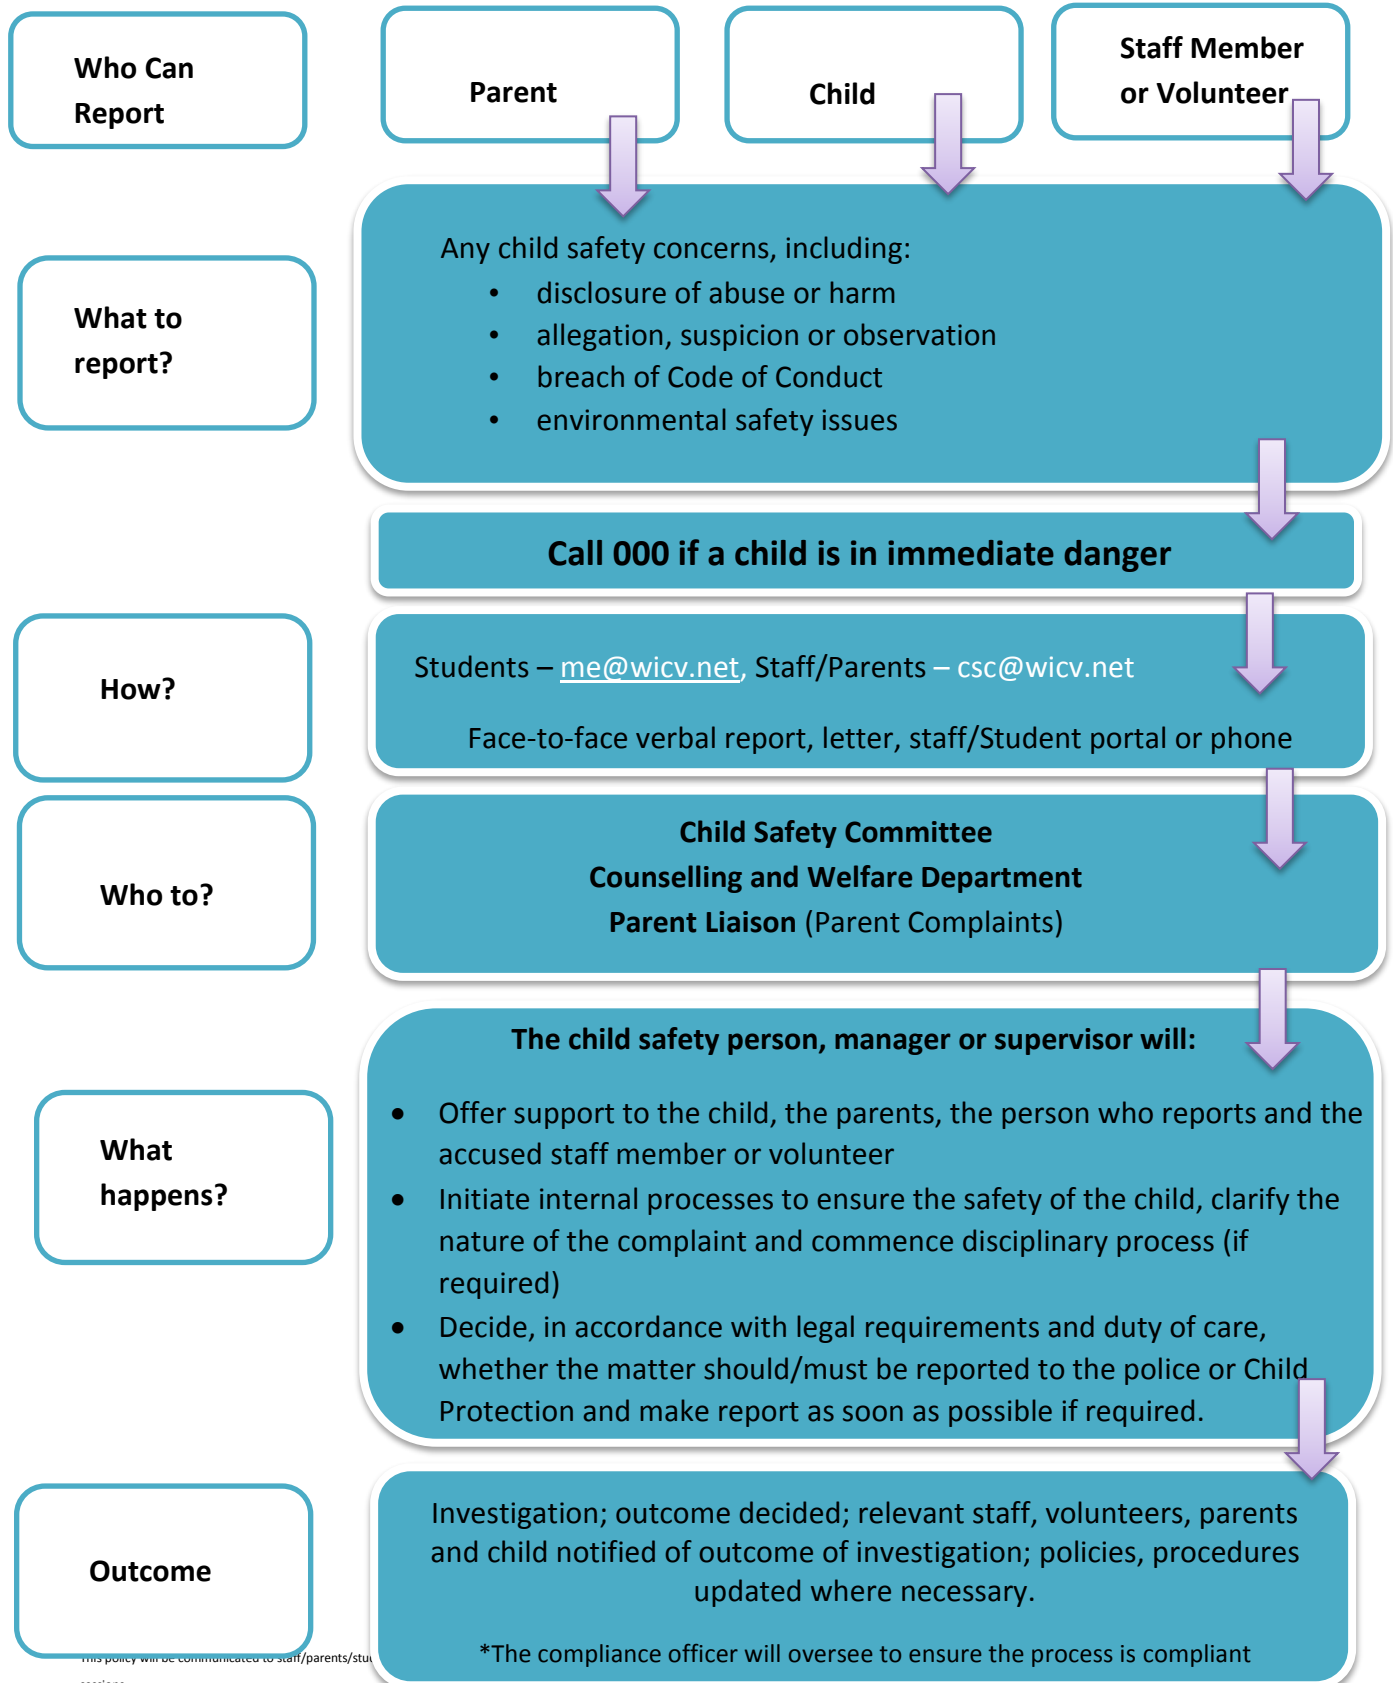 Who Can
Report
Parent
Child
Staff Member
or Volunteer
What to
report?
Any child safety concerns, including:
• disclosure of abuse or harm
• allegation, suspicion or observation
• breach of Code of Conduct
• environmental safety issues
Call 000 if a child is in immediate danger
How?
Students – me@wicv.net, Staff/Parents – csc@wicv.net
Face-to-face verbal report, letter, staff/Student portal or phone
Who to?
Child Safety Committee
Counselling and Welfare Department
Parent Liaison (Parent Complaints)
What
happens?
The child safety person, manager or supervisor will:
• Offer support to the child, the parents, the person who reports and the
accused staff member or volunteer
• Initiate internal processes to ensure the safety of the child, clarify the
nature of the complaint and commence disciplinary process (if
required)
• Decide, in accordance with legal requirements and duty of care,
whether the matter should/must be reported to the police or Child
Protection and make report as soon as possible if required.
Outcome
Investigation; outcome decided; relevant staff, volunteers, parents
and child notified of outcome of investigation; policies, procedures
updated where necessary.
*The compliance officer will oversee to ensure the process is compliant
This policy will be communicated to staff/parents/